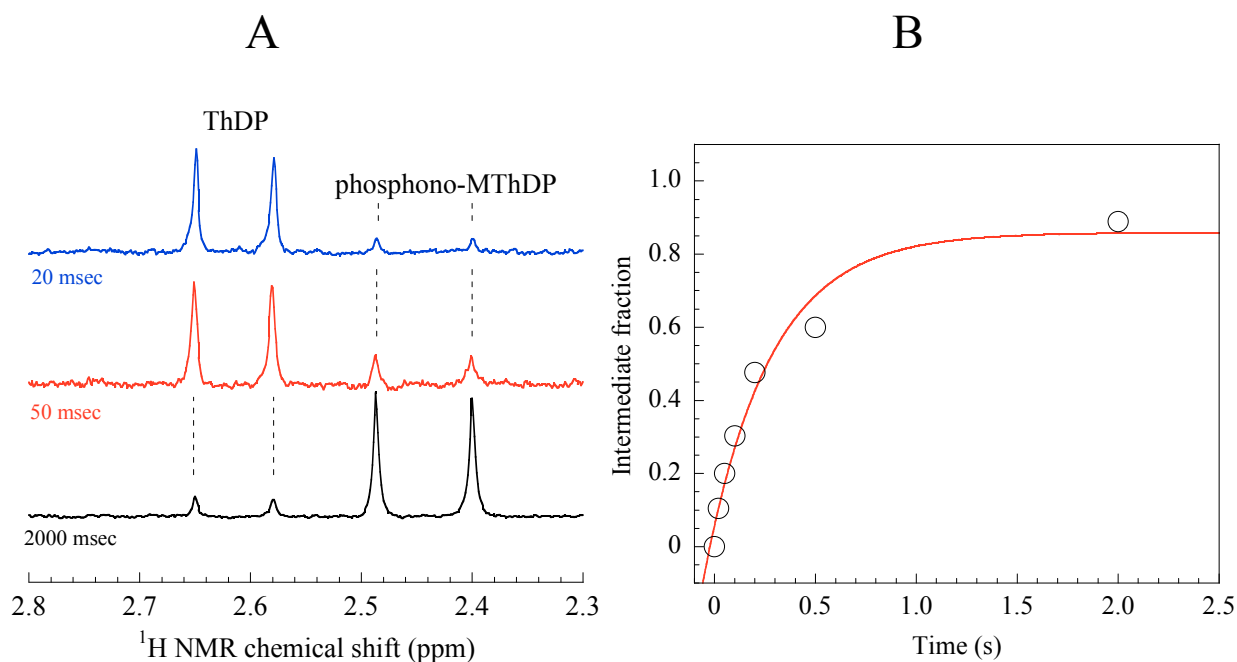 A
B
ThDP
phosphono-MThDP
20 msec
50 msec
2000 msec
2.8 2.7 2.6 2.5 2.4 2.3
¹H NMR chemical shift (ppm)
Intermediate fraction
1.0
0.8
0.6
0.4
0.2
0
0 0.5 1.0 1.5 2.0 2.5
Time (s)